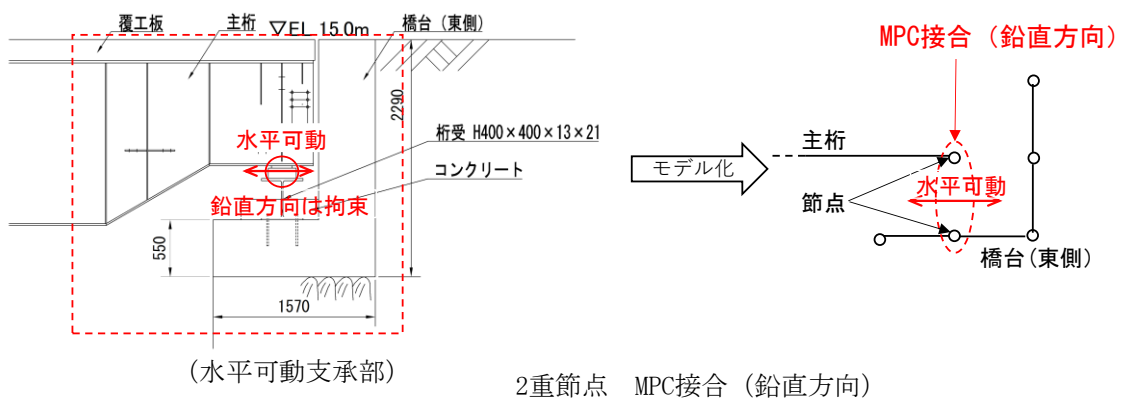 覆工板
主桁
▽EL 15.0m
橋台（東側）
2290
桁受 H400×400×13×21
コンクリート
水平可動
鉛直方向は拘束
550
1570
(水平可動支承部)
モデル化
MPC接合（鉛直方向）
主桁
水平可動
節点
橋台(東側)
2重節点　MPC接合（鉛直方向）